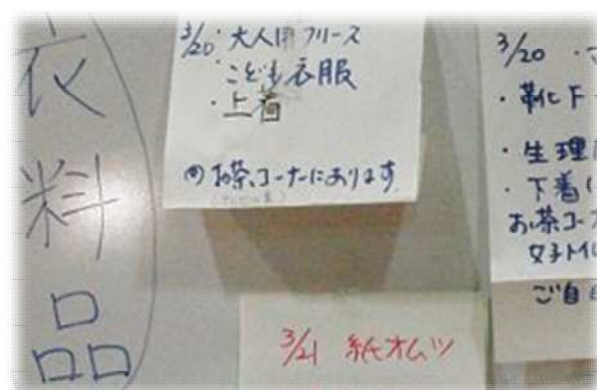 衣料品
3/20・大人用フリース
・こども衣服
・上着
お茶コーナーにあります
3/20
・靴下
・生理
・下着
お茶コー
女子トイ
ご自
3/21 紙オムツ